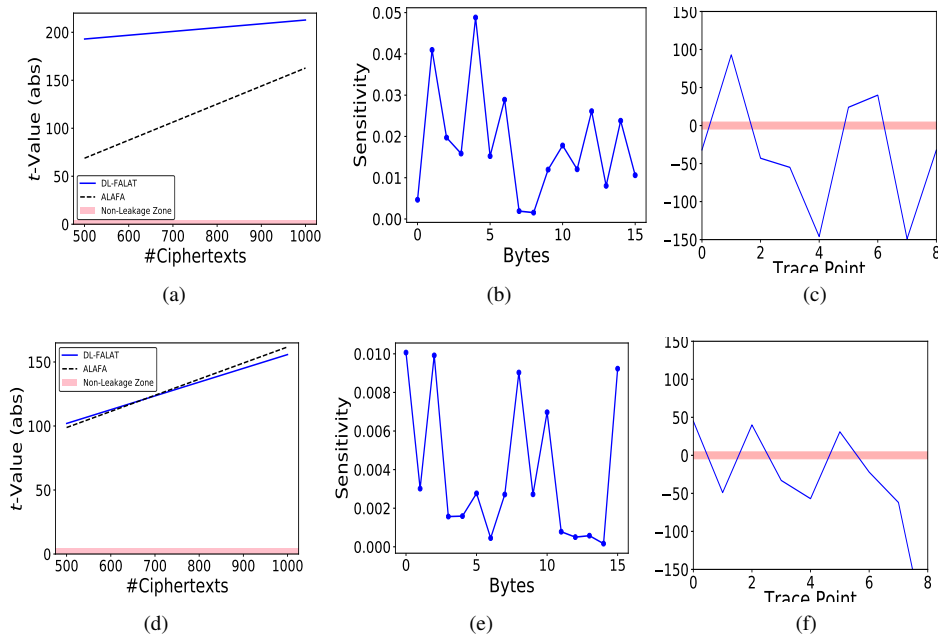 t-Value (abs)
200
150
100
50
0
DL-FALAT
ALAFA
Non-Leakage Zone
500 600 700 800 900 1000
#Ciphertexts
(a)
Sensitivity
0.05
0.04
0.03
0.02
0.01
0.00
0 5 10 15
Bytes
(b)
150
100
50
0
−50
−100
−150
0 2 4 6 8
Trace Point
(c)
t-Value (abs)
150
100
50
0
DL-FALAT
ALAFA
Non-Leakage Zone
500 600 700 800 900 1000
#Ciphertexts
(d)
Sensitivity
0.010
0.008
0.006
0.004
0.002
0.000
0 5 10 15
Bytes
(e)
150
100
50
0
−50
−100
−150
0 2 4 6 8
Trace Point
(f)